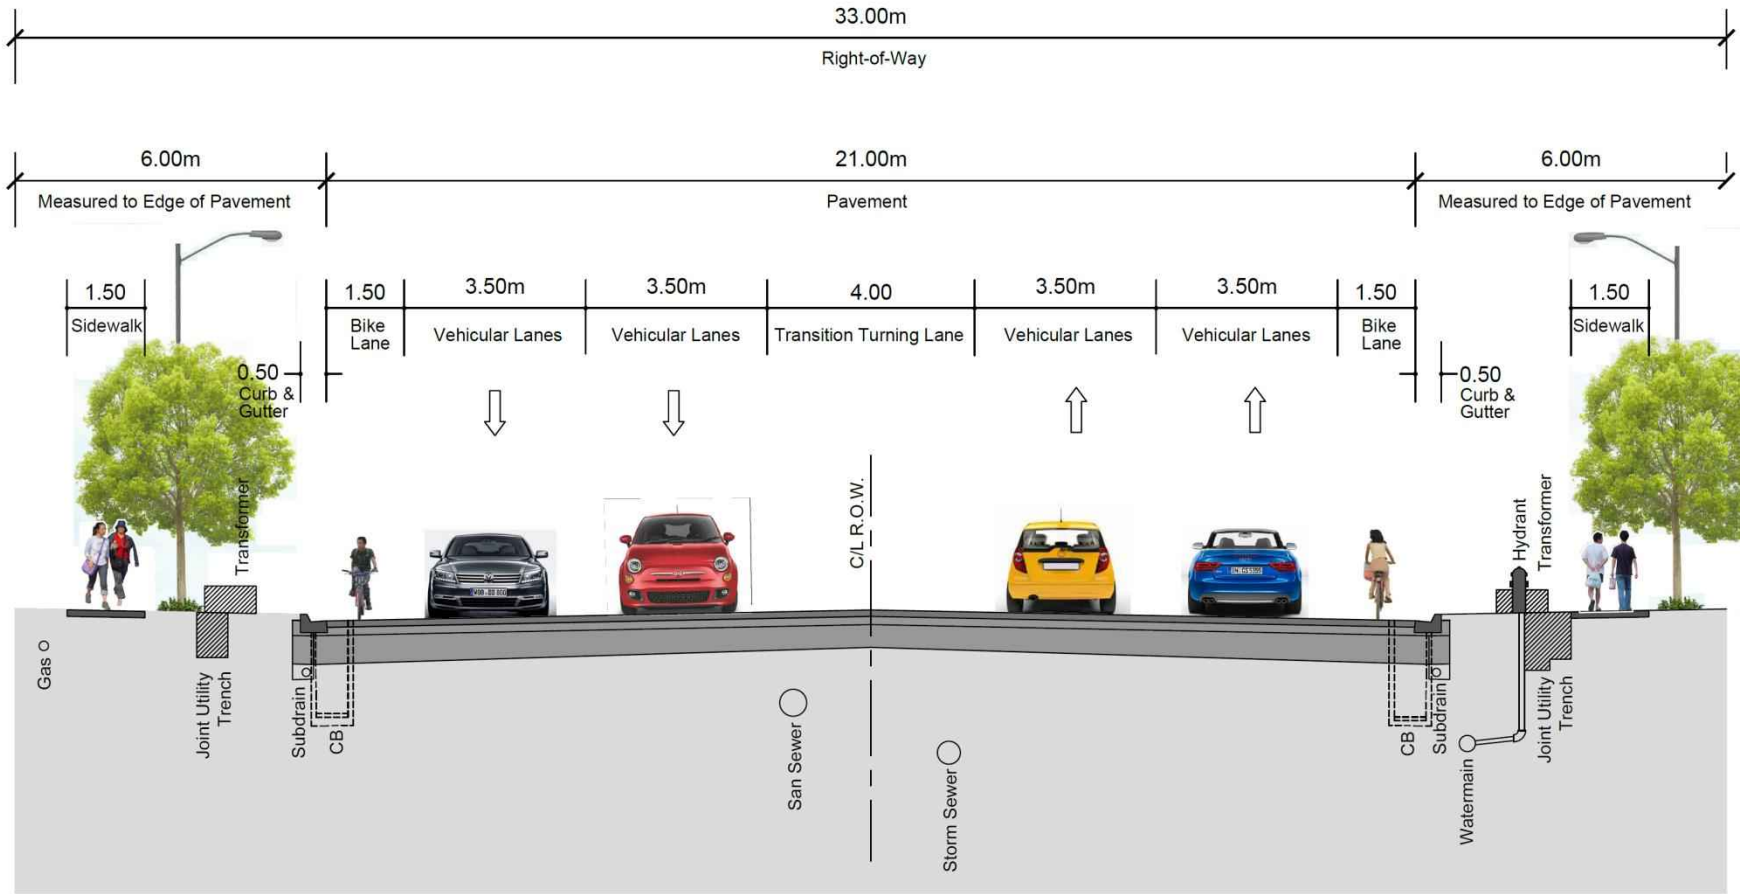 33.00m
Right-of-Way
6.00m
21.00m
6.00m
Measured to Edge of Pavement
Pavement
Measured to Edge of Pavement
1.50
1.50
3.50m
3.50m
4.00
3.50m
3.50m
1.50
1.50
Sidewalk
Bike
Lane
Vehicular Lanes
Vehicular Lanes
Transition Turning Lane
Vehicular Lanes
Vehicular Lanes
Bike
Lane
Sidewalk
0.50
Curb &
Gutter
0.50
Curb &
Gutter
Transformer
C/L R.O.W.
Hydrant
Transformer
Gas
Joint Utility
Trench
Subdrain
CB
San Sewer
Storm Sewer
CB
Subdrain
Watermain
Joint Utility
Trench